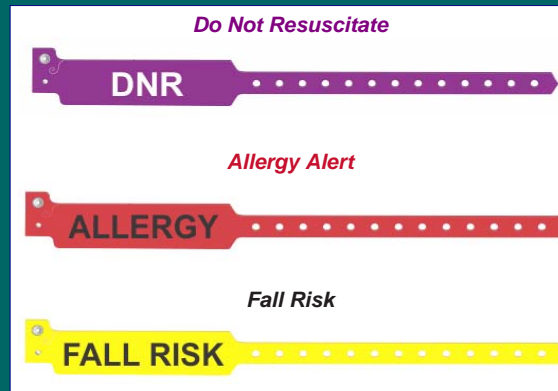 Do Not Resuscitate
DNR
Allergy Alert
ALLERGY
Fall Risk
FALL RISK